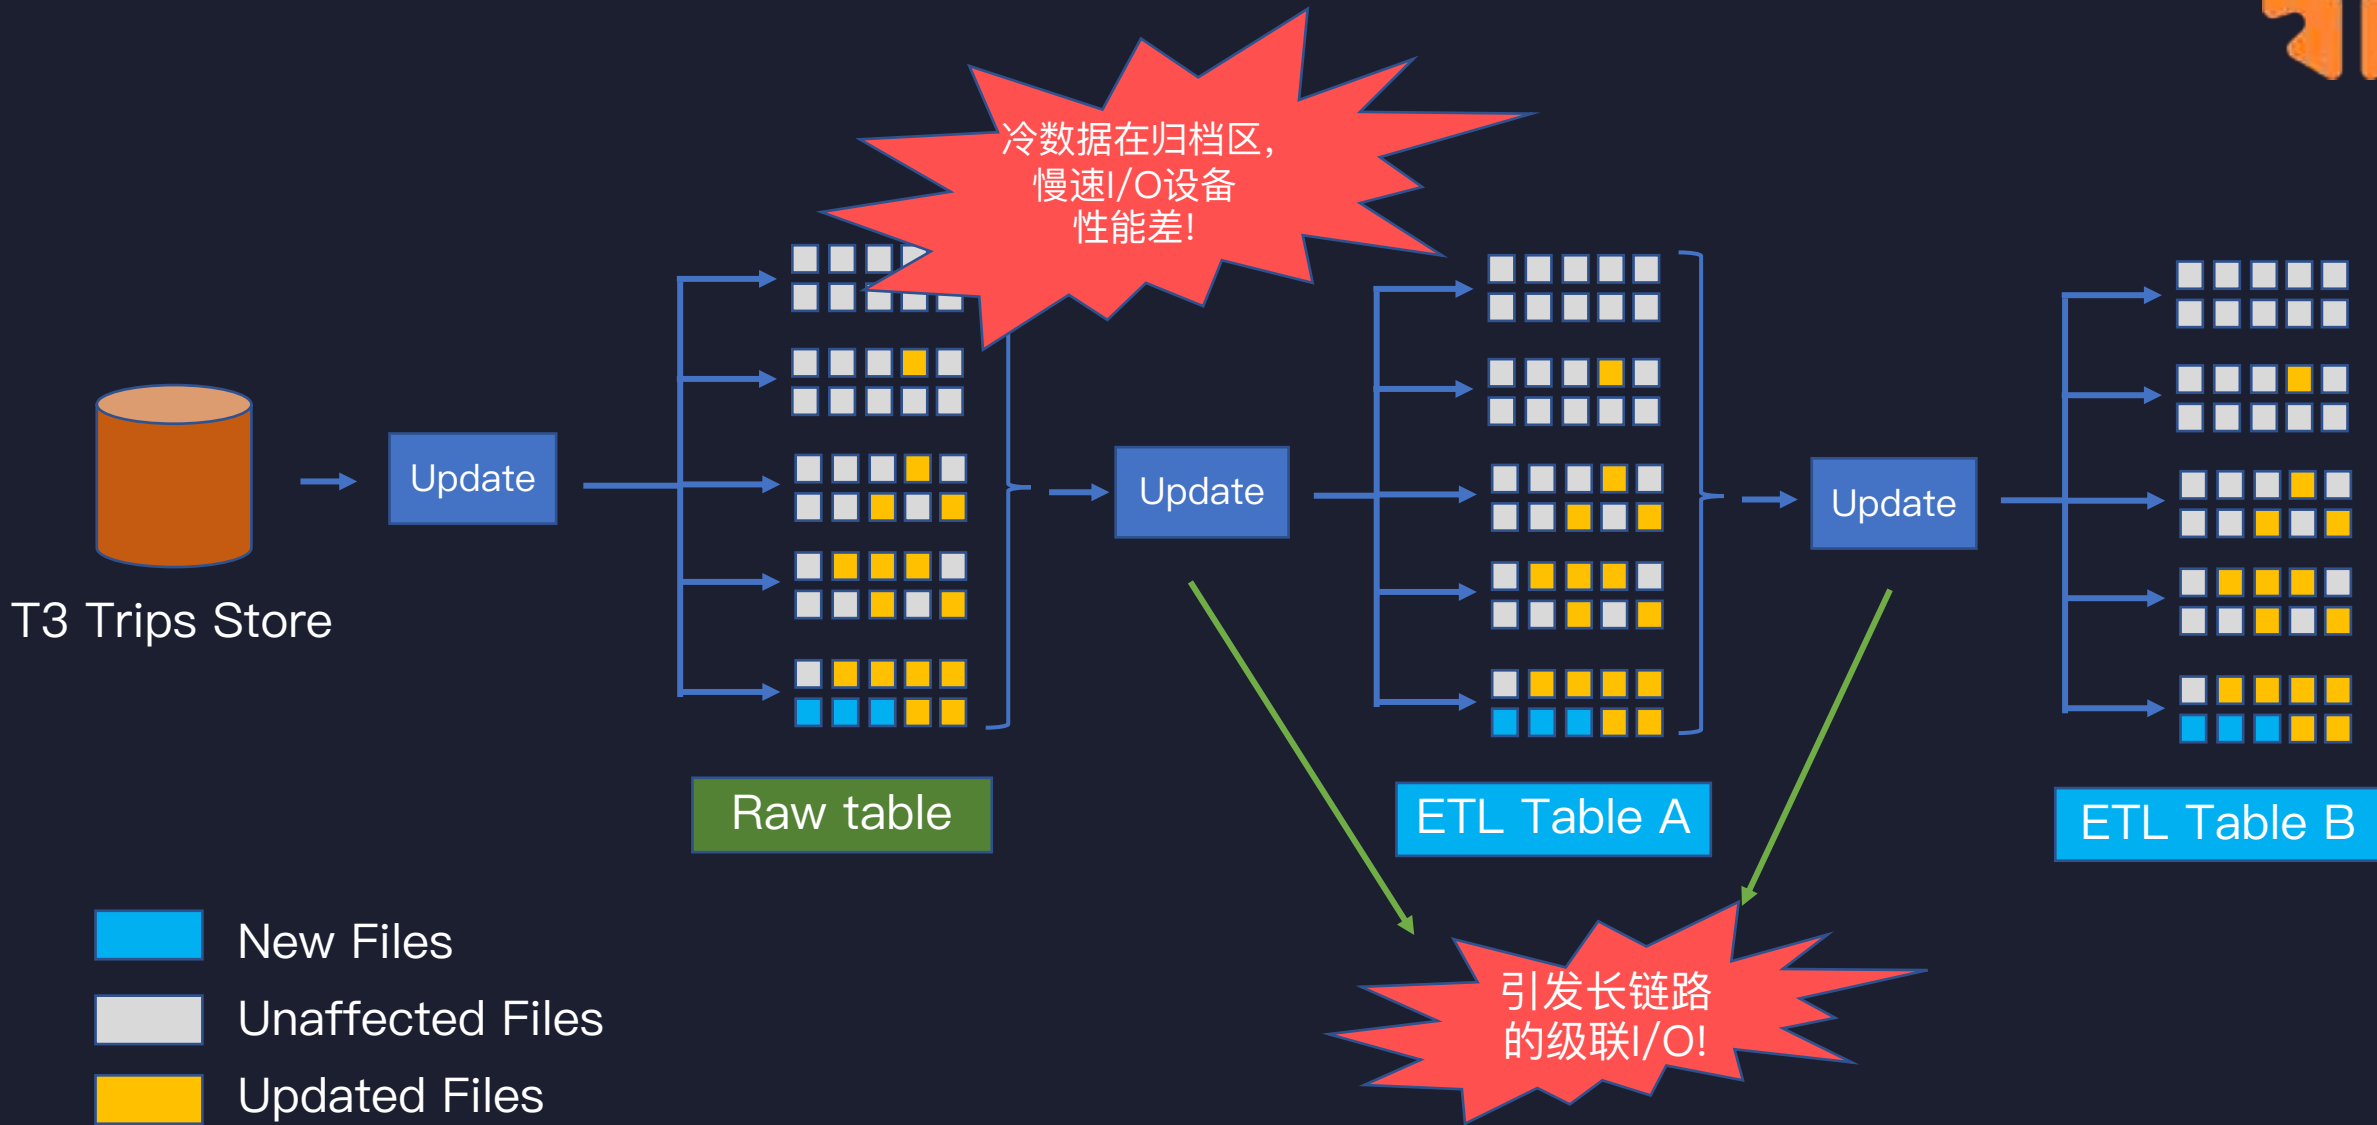 冷数据在归档区,
慢速I/O设备
性能差!
Update
Update
Update
T3 Trips Store
Raw table
ETL Table A
ETL Table B
New Files
Unaffected Files
Updated Files
引发长链路
的级联I/O!